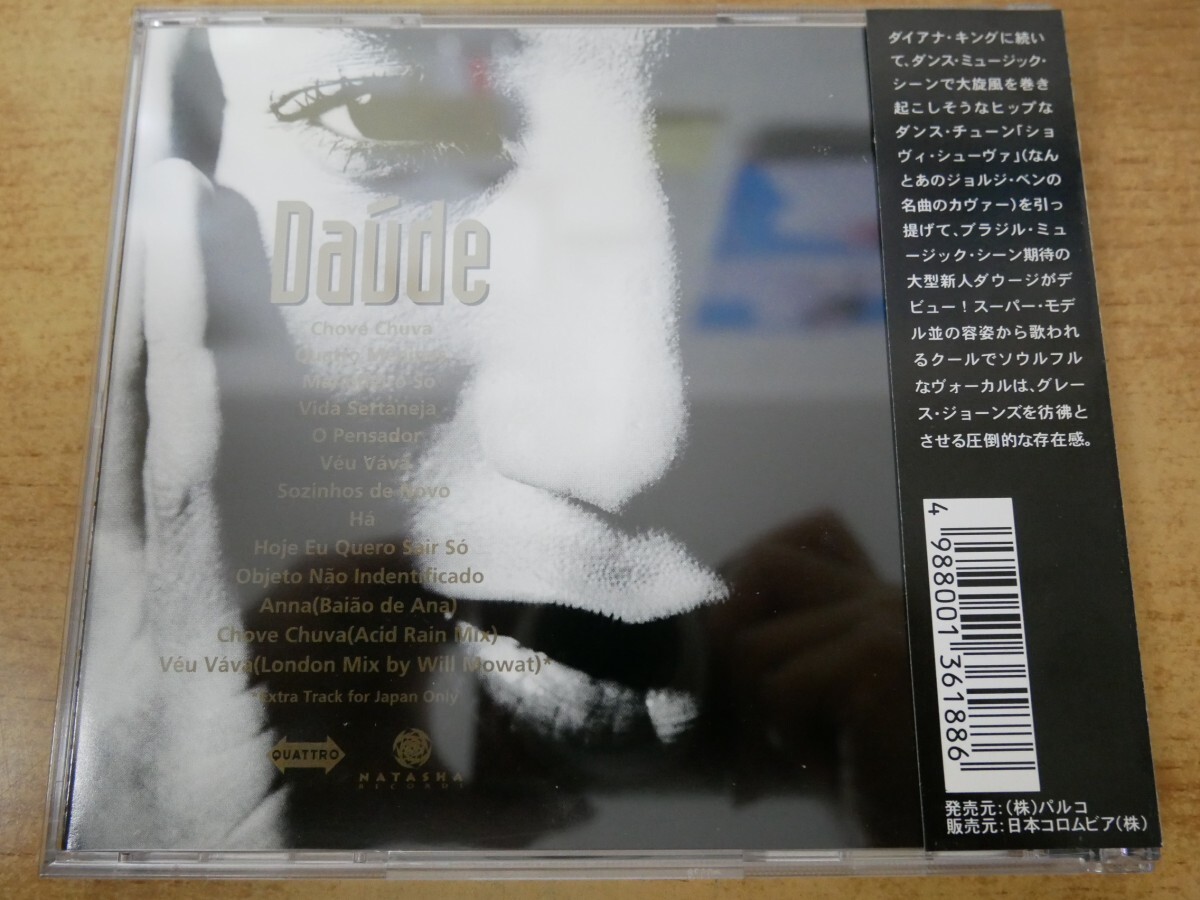 Daúde
Chove Chuva
Quatro Meninas
Mais Só
Vida Sertaneja
O Pensador
Véu Vává
Sozinhos de Novo
Há
Hoje Eu Quero Sair Só
Objeto Não Indentificado
Anna(Baião de Ana)
Chove Chuva(Acid Rain Mix)
Véu Vává(London Mix by Will Mowat)*
*Extra Track for Japan Only
QUATTRO
NATASHA
RECORDS
ダイアナ・キングに続い
て、ダンス・ミュージック・
シーンで大旋風を巻き
起こしそうなヒップな
ダンス・チューン「ショ
ヴィ・シューヴァ」(なん
とあのジョルジ・ベンの
名曲のカヴァー)を引っ
提げて、ブラジル・ミュ
ージック・シーン期待の
大型新人ダウージがデ
ビュー!スーパー・モデ
ル並の容姿から歌われ
るクールでソウルフル
なヴォーカルは、グレー
ス・ジョーンズを彷彿と
させる圧倒的な存在感。
4 988001 361886
発売元:(株)パルコ
販売元:日本コロムビア(株)